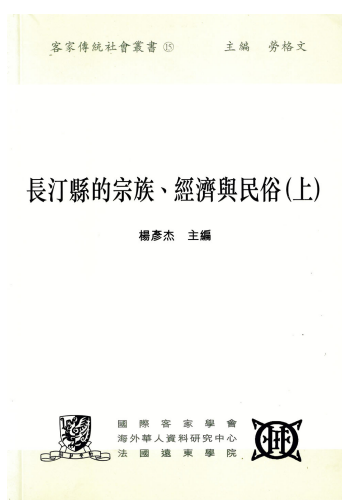 客家傳統社會叢書⑮ 主編 勞格文
長汀縣的宗族、經濟與民俗(上)
楊彥杰 主編
國際客家學會
海外華人資料研究中心
法國遠東學院